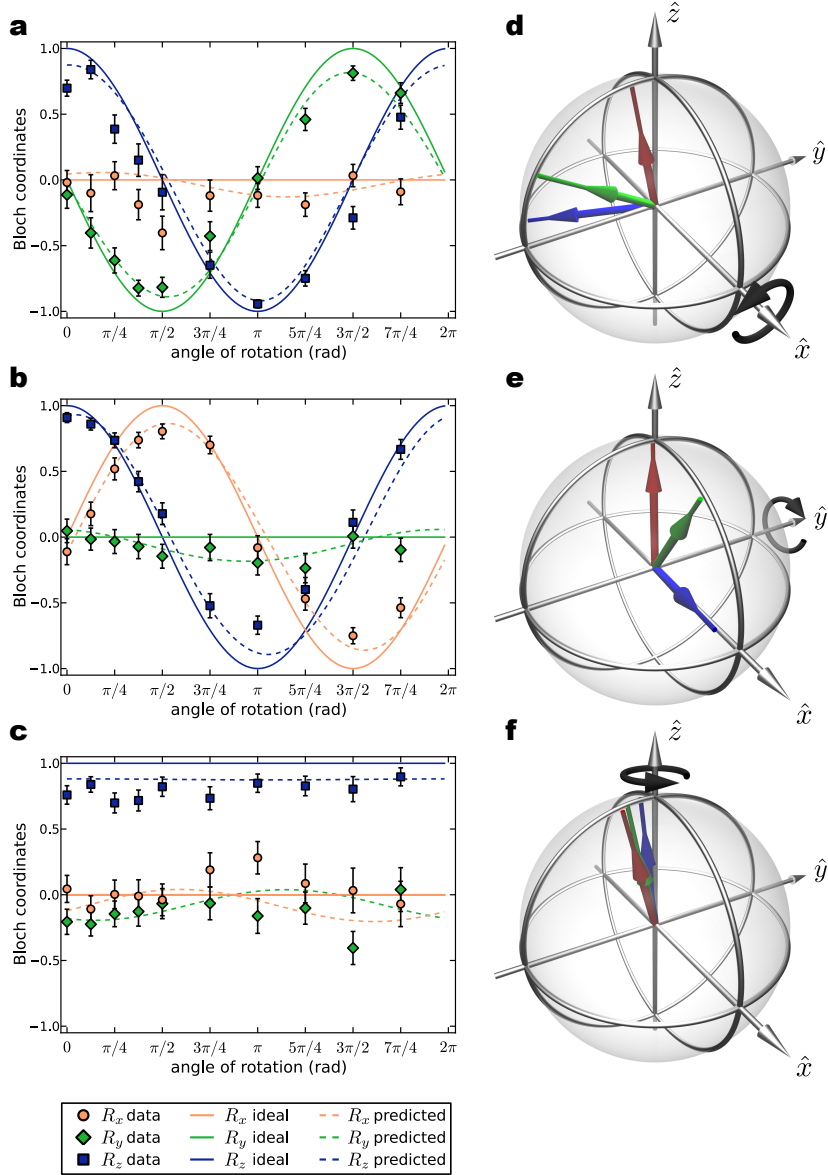 a
1.0
0.5
0.0
−0.5
−1.0
Bloch coordinates
0 π/4 π/2 3π/4 π 5π/4 3π/2 7π/4 2π
angle of rotation (rad)
d
ẑ
ŷ
x̂
b
1.0
0.5
0.0
−0.5
−1.0
Bloch coordinates
0 π/4 π/2 3π/4 π 5π/4 3π/2 7π/4 2π
angle of rotation (rad)
e
ẑ
ŷ
x̂
c
1.0
0.5
0.0
−0.5
−1.0
Bloch coordinates
0 π/4 π/2 3π/4 π 5π/4 3π/2 7π/4 2π
angle of rotation (rad)
f
ẑ
ŷ
x̂
Rx data Rx ideal Rx predicted
Ry data Ry ideal Ry predicted
Rz data Rz ideal Rz predicted